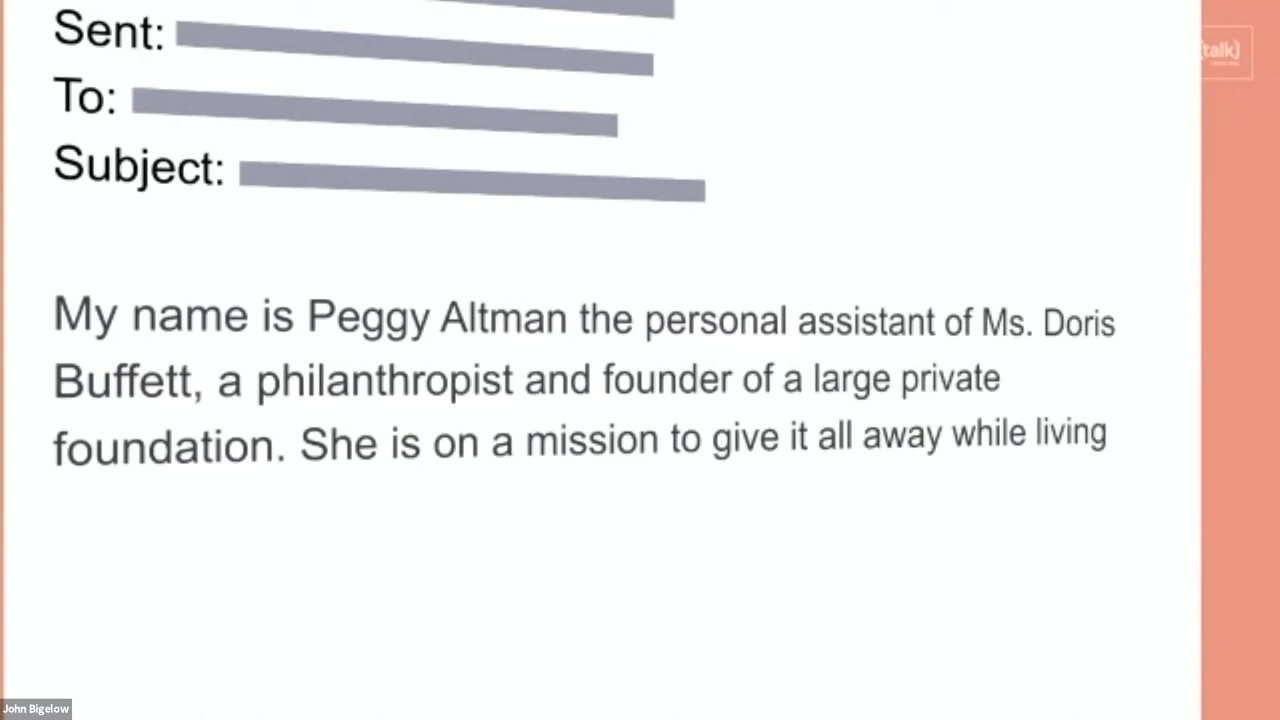 Sent:
(talk)
To:
Subject:
My name is Peggy Altman the personal assistant of Ms. Doris
Buffett, a philanthropist and founder of a large private
foundation. She is on a mission to give it all away while living
John Bigelow